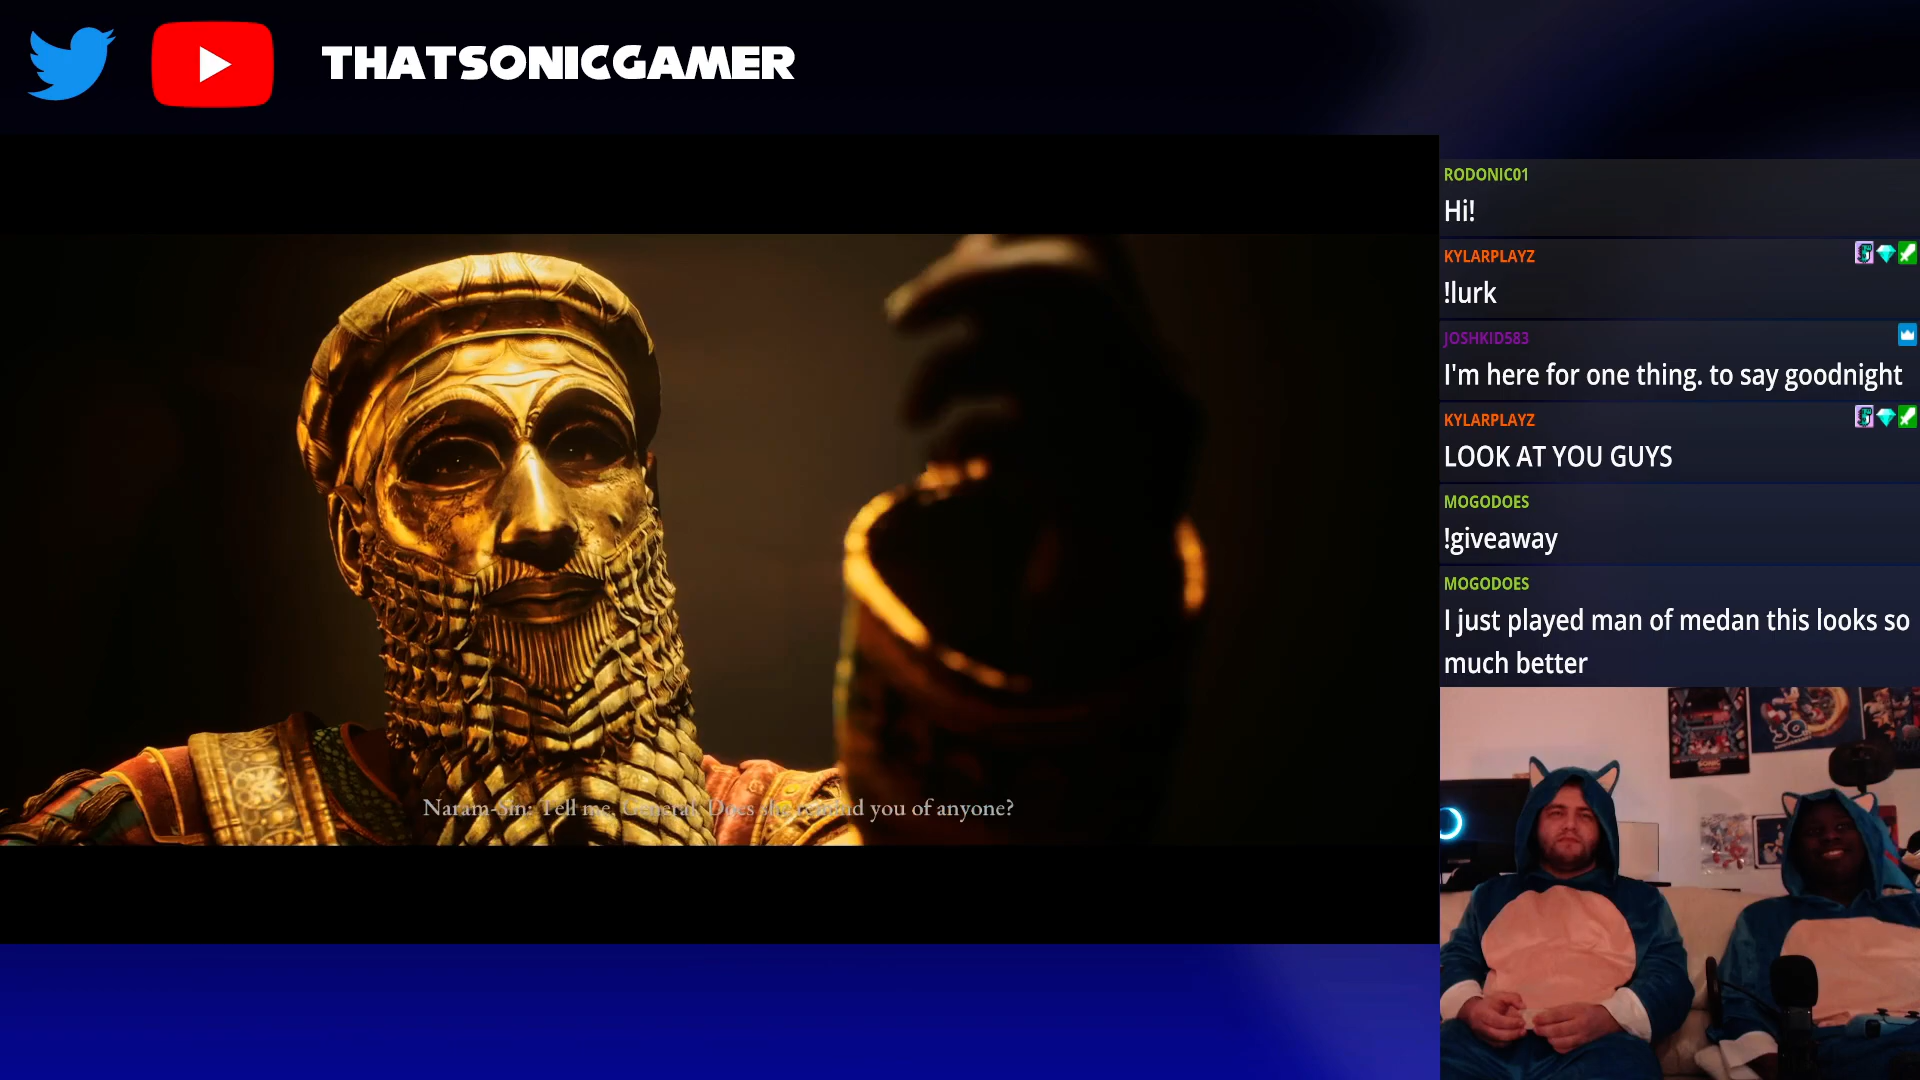 THATSONICGAMER
RODONIC01
Hi!
KYLARPLAYZ
!lurk
JOSHKID583
I'm here for one thing. to say goodnight
KYLARPLAYZ
LOOK AT YOU GUYS
MOGODOES
!giveaway
MOGODOES
I just played man of medan this looks so
much better
Naram-Sin: Tell me, General. Does she remind you of anyone?
SONIC
30